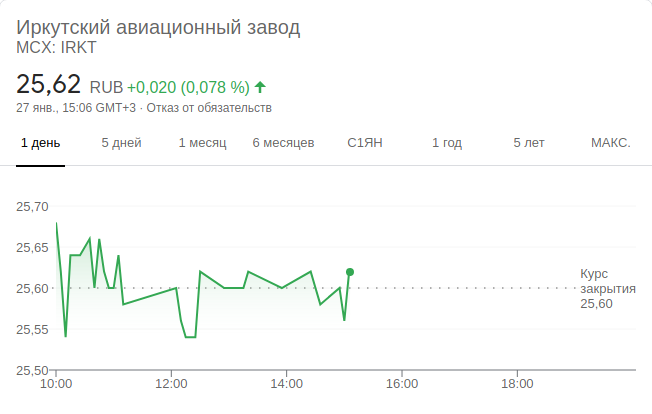 Иркутский авиационный завод
MCX: IRKT
25,62 RUB +0,020 (0,078 %)
27 янв., 15:06 GMT+3 · Отказ от обязательств
1 день 5 дней 1 месяц 6 месяцев С1ЯН 1 год 5 лет МАКС.
25,70
25,65
25,60
25,55
25,50
Курс
закрытия
25,60
10:00 12:00 14:00 16:00 18:00